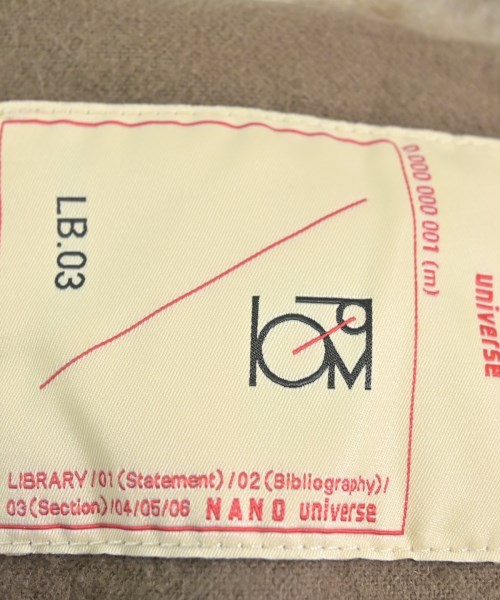 0.000 000 001 (m)
universe
LB.03
LIBRARY/01(Statement)/02(Bibliography)/
03(Section)/04/05/06 NANO universe